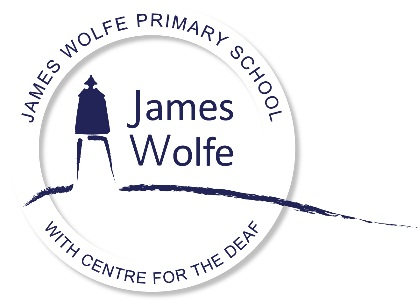 JAMES WOLFE PRIMARY SCHOOL
James
Wolfe
WITH CENTRE FOR THE DEAF